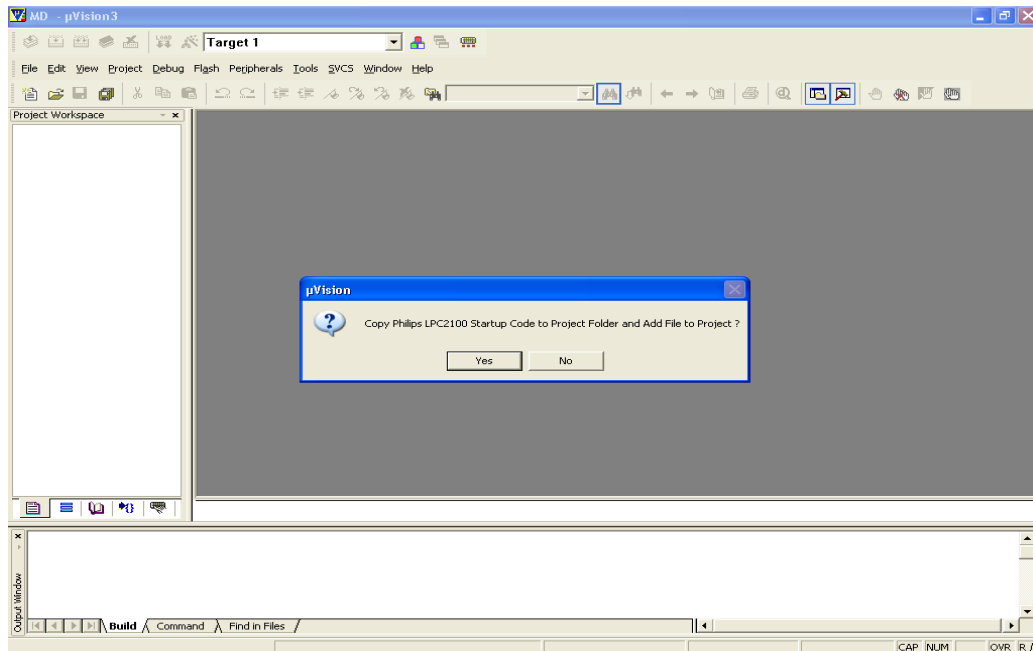 MD - µVision3
Target 1
File Edit View Project Debug Flash Peripherals Tools SVCS Window Help
Project Workspace
µVision
Copy Philips LPC2100 Startup Code to Project Folder and Add File to Project ?
Yes No
Output Window
Build Command Find in Files
CAP NUM OVR R /